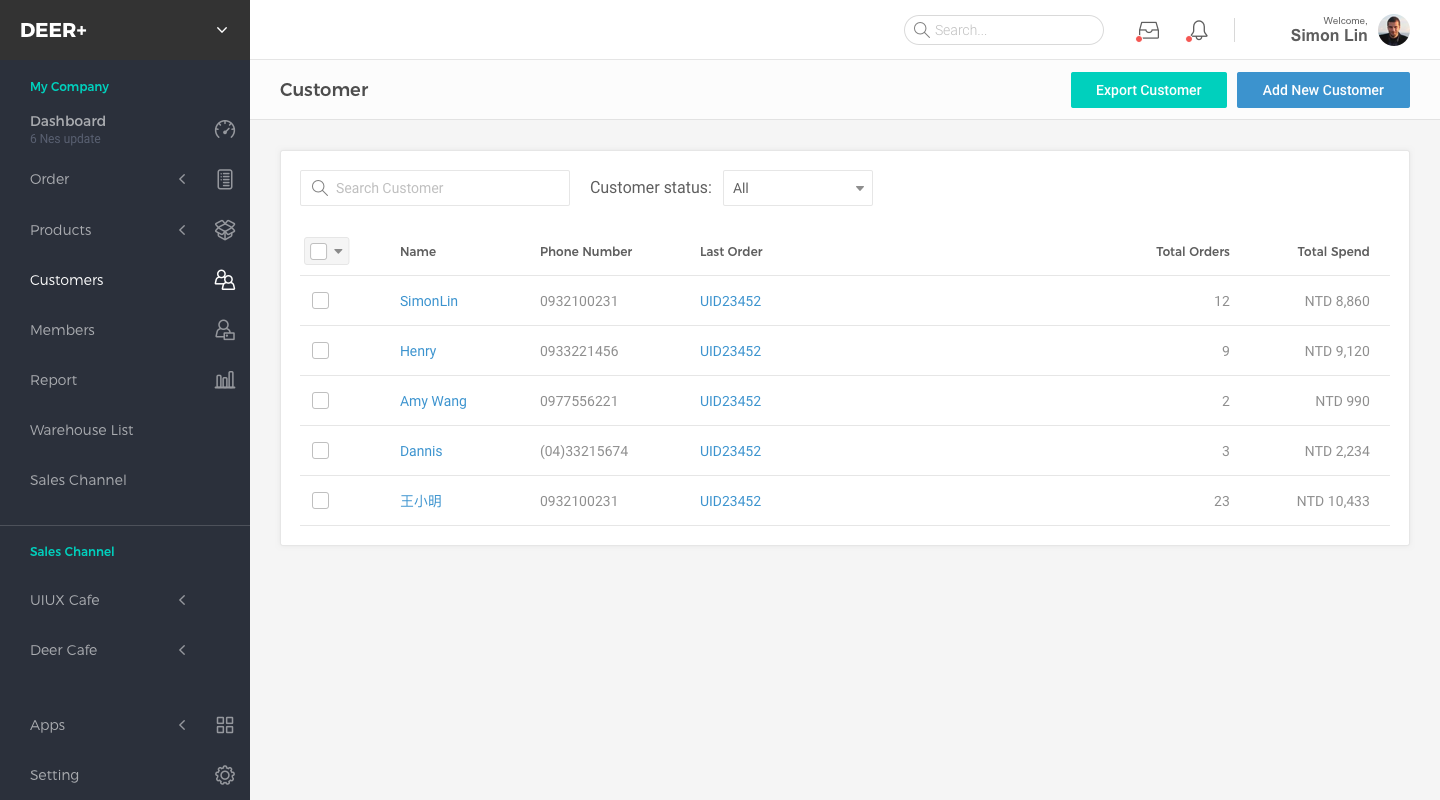 DEER+
Search...
Welcome,
Simon Lin
My Company
Dashboard
6 Nes update
Order
Products
Customers
Members
Report
Warehouse List
Sales Channel
Sales Channel
UIUX Cafe
Deer Cafe
Apps
Setting
Customer
Export Customer
Add New Customer
Search Customer
Customer status:
All
Name Phone Number Last Order Total Orders Total Spend
SimonLin 0932100231 UID23452 12 NTD 8,860
Henry 0933221456 UID23452 9 NTD 9,120
Amy Wang 0977556221 UID23452 2 NTD 990
Dannis (04)33215674 UID23452 3 NTD 2,234
王小明 0932100231 UID23452 23 NTD 10,433